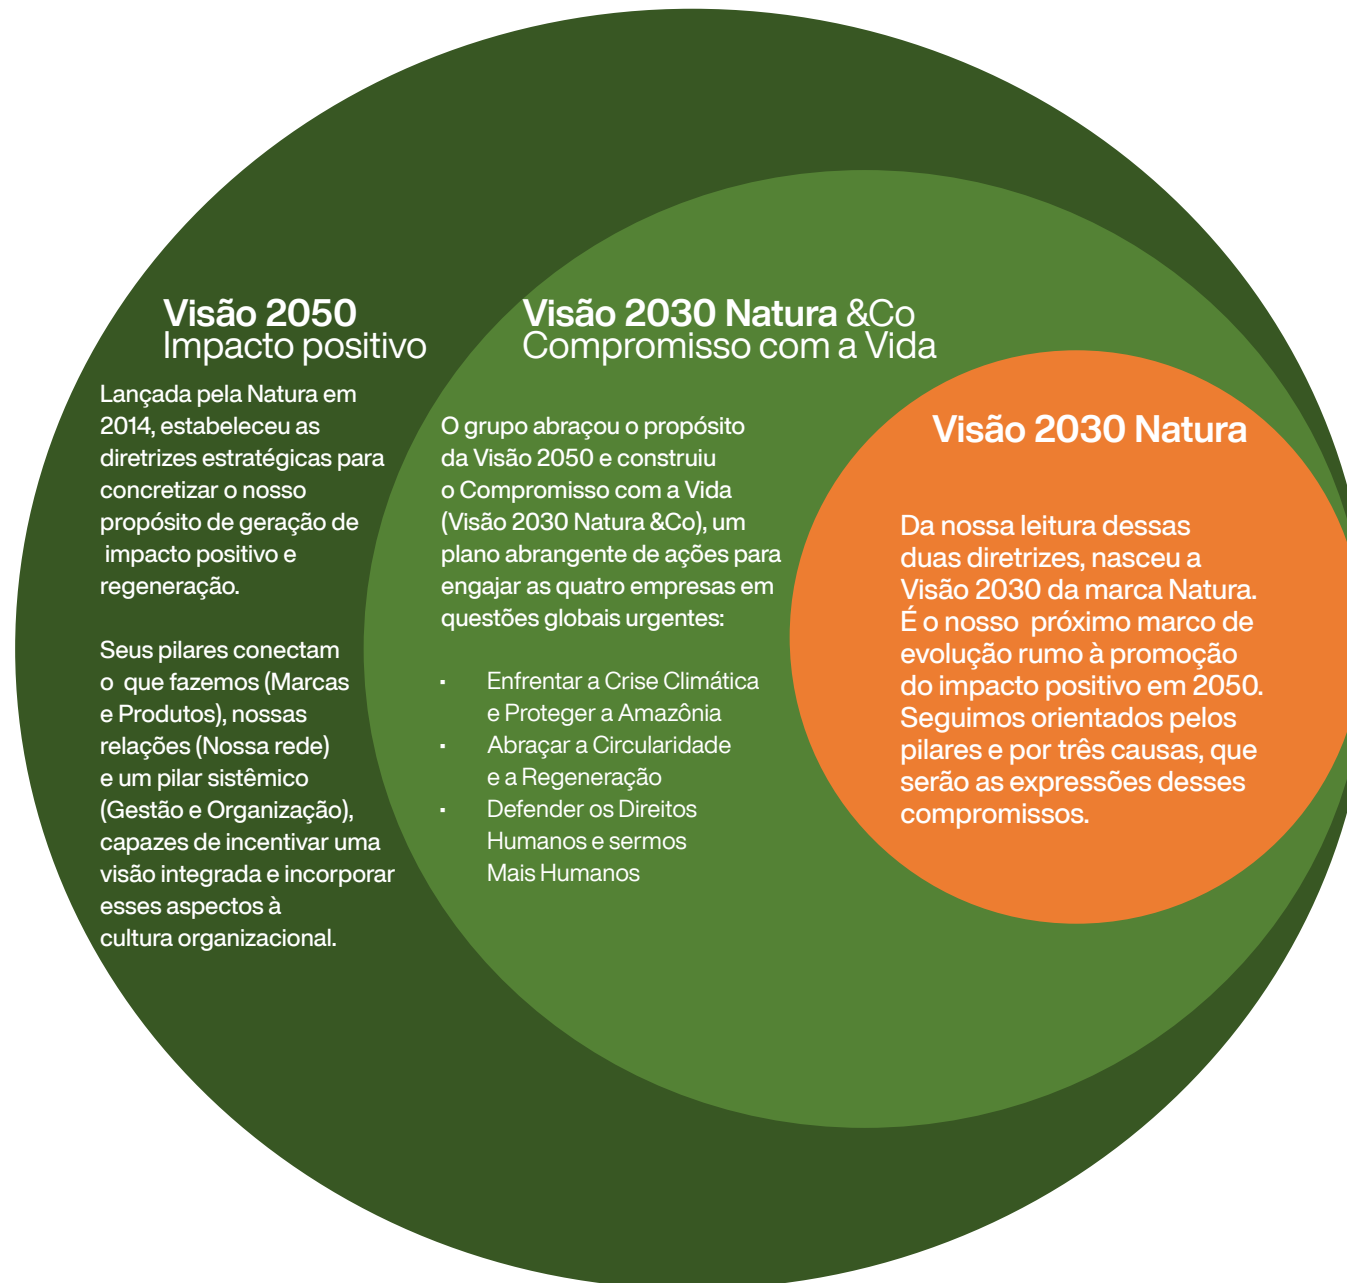 Visão 2050
Impacto positivo
Lançada pela Natura em
2014, estabeleceu as
diretrizes estratégicas para
concretizar o nosso
propósito de geração de
impacto positivo e
regeneração.
Seus pilares conectam
o que fazemos (Marcas
e Produtos), nossas
relações (Nossa rede)
e um pilar sistêmico
(Gestão e Organização),
capazes de incentivar uma
visão integrada e incorporar
esses aspectos à
cultura organizacional.
Visão 2030 Natura &Co
Compromisso com a Vida
O grupo abraçou o propósito
da Visão 2050 e construiu
o Compromisso com a Vida
(Visão 2030 Natura &Co), um
plano abrangente de ações para
engajar as quatro empresas em
questões globais urgentes:
· Enfrentar a Crise Climática
e Proteger a Amazônia
· Abraçar a Circularidade
e a Regeneração
· Defender os Direitos
Humanos e sermos
Mais Humanos
Visão 2030 Natura
Da nossa leitura dessas
duas diretrizes, nasceu a
Visão 2030 da marca Natura.
É o nosso próximo marco de
evolução rumo à promoção
do impacto positivo em 2050.
Seguimos orientados pelos
pilares e por três causas, que
serão as expressões desses
compromissos.